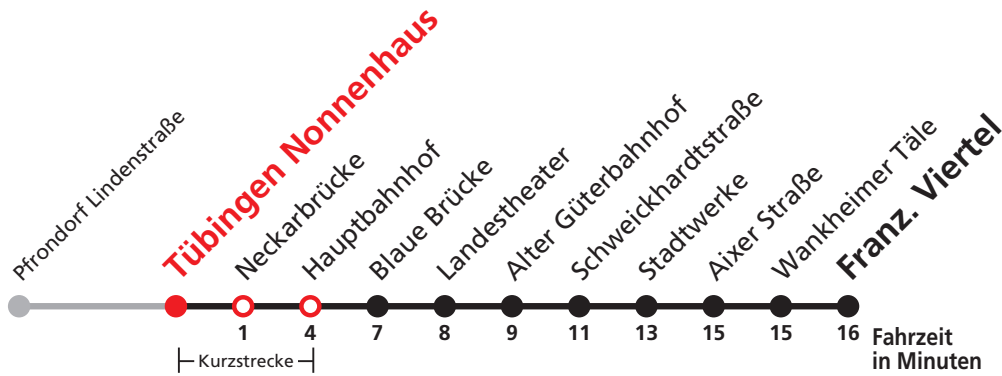 Pfrondorf Lindenstraße
Tübingen Nonnenhaus
Neckarbrücke
Hauptbahnhof
Blaue Brücke
Landestheater
Alter Güterbahnhof
Schweickhardtstraße
Stadtwerke
Aixer Straße
Wankheimer Täle
Franz. Viertel
1 4 7 8 9 11 13 15 15 16 Fahrzeit
in Minuten
Kurzstrecke